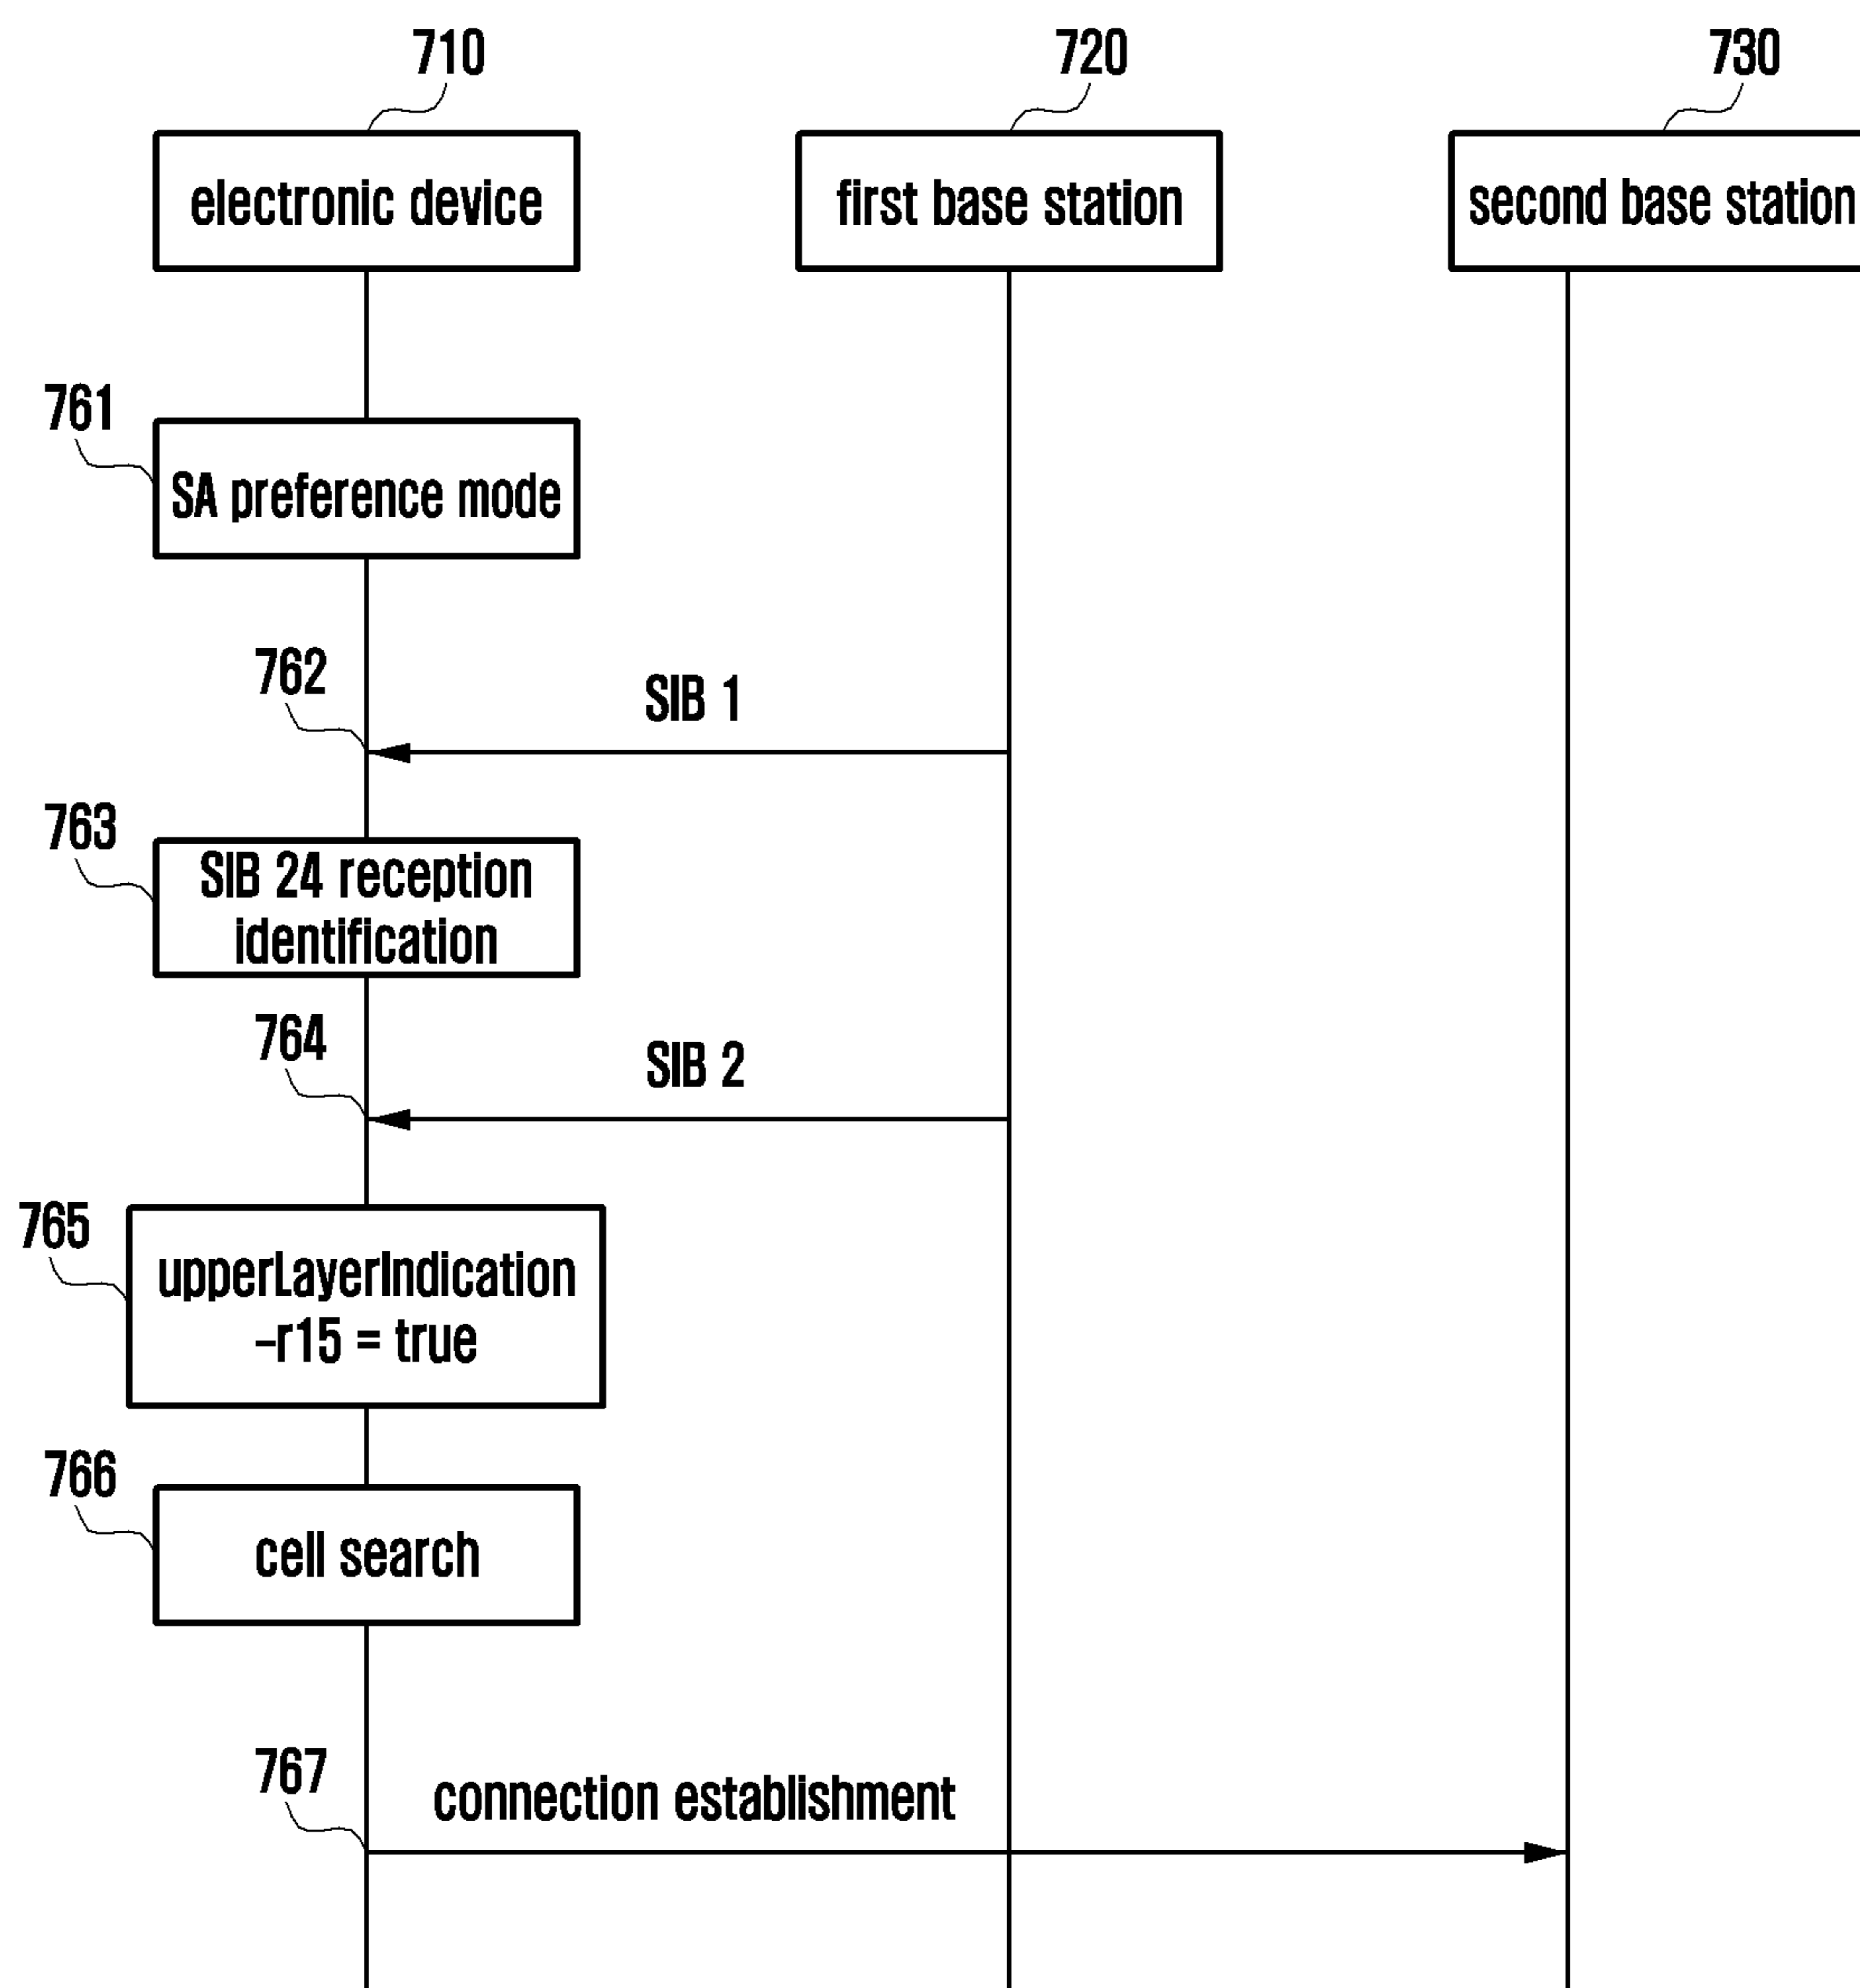 710
720
730
electronic device
first base station
second base station
761
SA preference mode
762
SIB 1
763
SIB 24 reception
identification
764
SIB 2
765
upperLayerIndication
–r15 = true
766
cell search
767
connection establishment